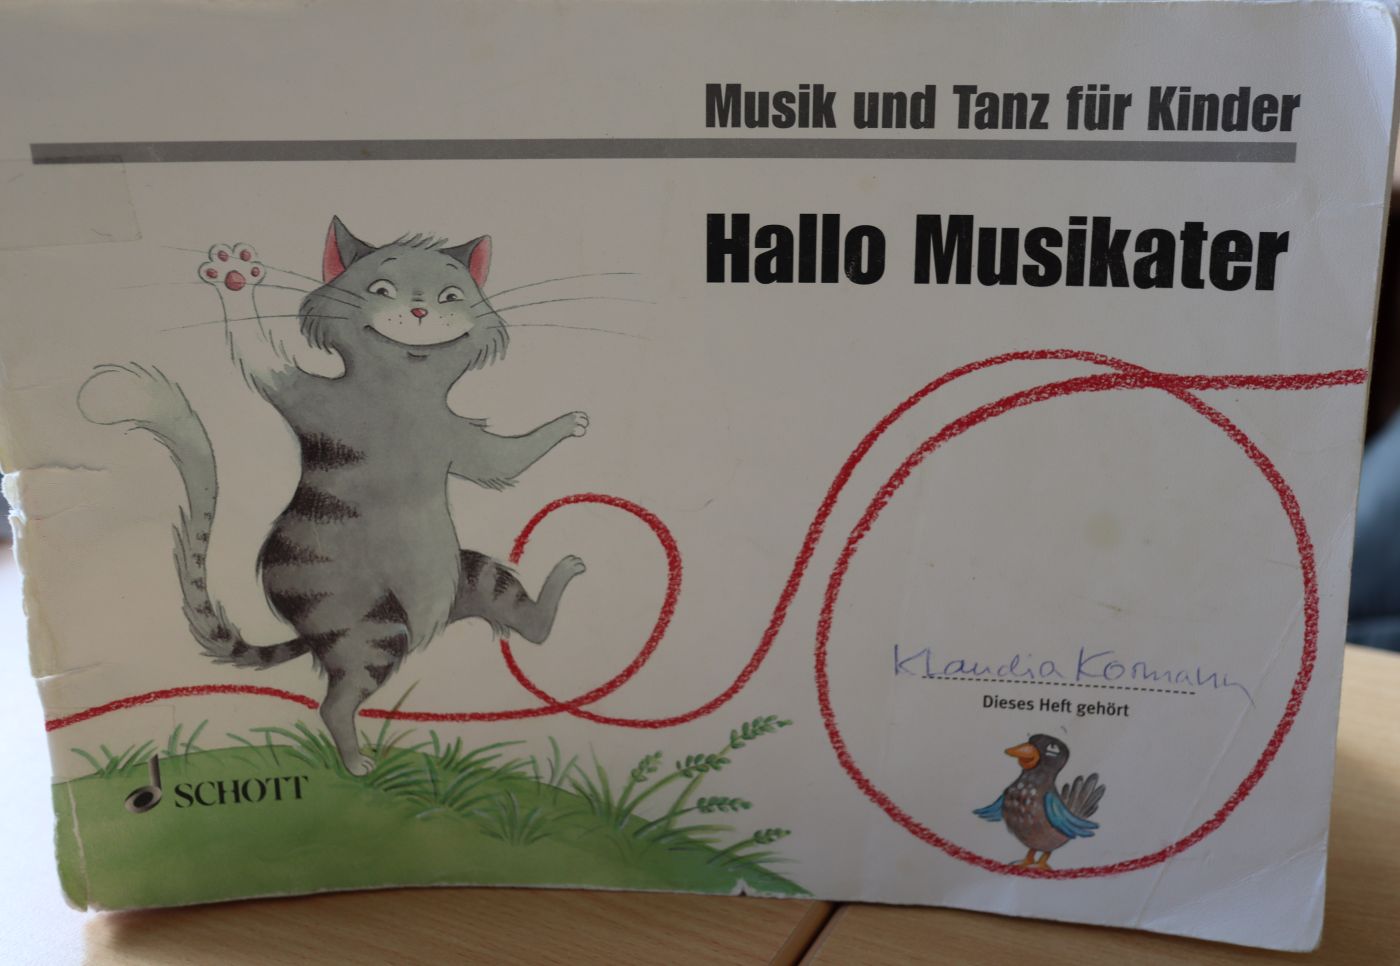 Musik und Tanz für Kinder
Hallo Musikater
Klaudia Kormann
Dieses Heft gehört
SCHOTT